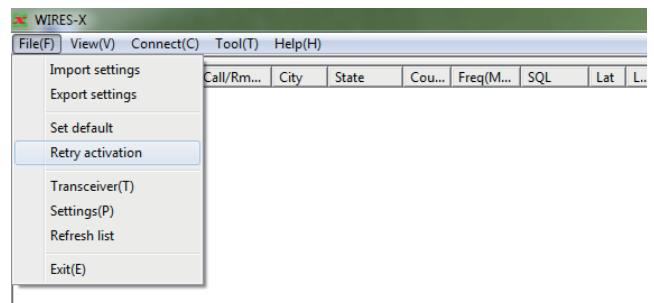 WIRES-X
File(F) View(V) Connect(C) Tool(T) Help(H)
Call/Rm... City State Cou... Freq(M... SQL Lat L...
Import settings
Export settings
Set default
Retry activation
Transceiver(T)
Settings(P)
Refresh list
Exit(E)